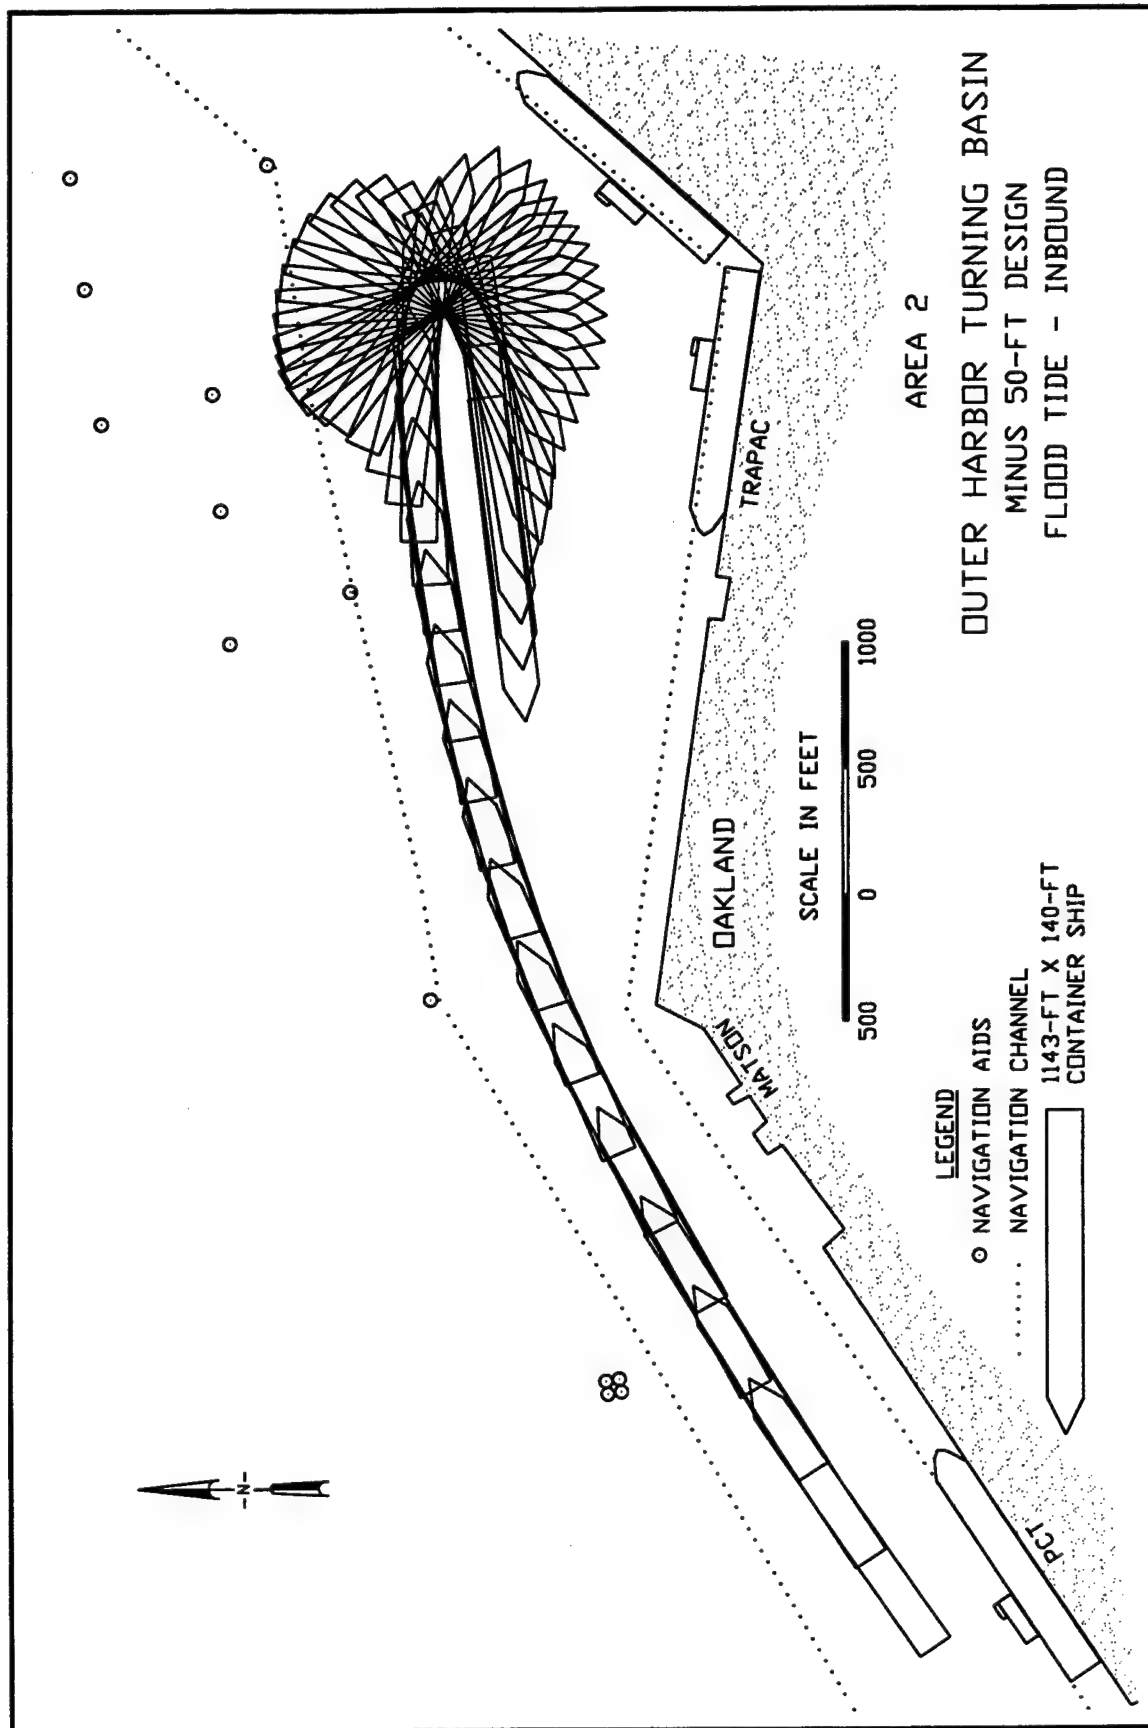 -N-
TRAPAC
OAKLAND
MATSON
PCT
SCALE IN FEET
500 0 500 1000
AREA 2
OUTER HARBOR TURNING BASIN
MINUS 50-FT DESIGN
FLOOD TIDE - INBOUND
LEGEND
NAVIGATION AIDS
NAVIGATION CHANNEL
1143-FT X 140-FT
CONTAINER SHIP